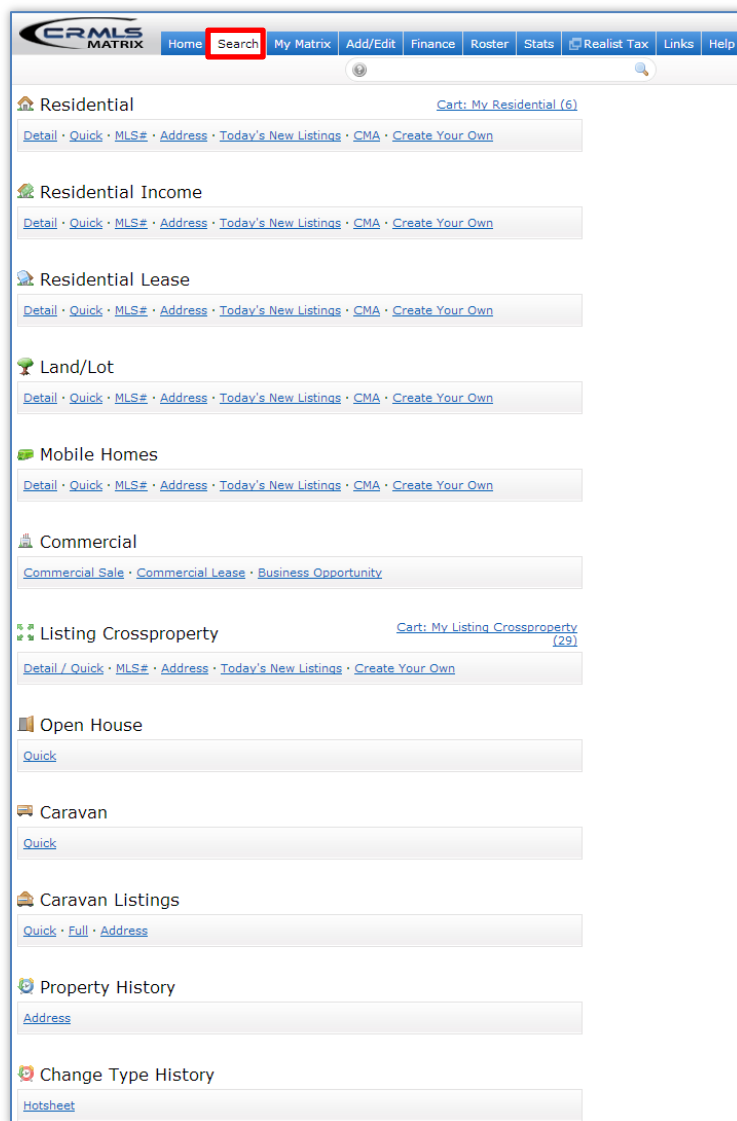 CRMLS
MATRIX
Home Search My Matrix Add/Edit Finance Roster Stats Realist Tax Links Help
Residential Cart: My Residential (6)
Detail · Quick · MLS# · Address · Today's New Listings · CMA · Create Your Own
Residential Income
Detail · Quick · MLS# · Address · Today's New Listings · CMA · Create Your Own
Residential Lease
Detail · Quick · MLS# · Address · Today's New Listings · CMA · Create Your Own
Land/Lot
Detail · Quick · MLS# · Address · Today's New Listings · CMA · Create Your Own
Mobile Homes
Detail · Quick · MLS# · Address · Today's New Listings · CMA · Create Your Own
Commercial
Commercial Sale · Commercial Lease · Business Opportunity
Listing Crossproperty Cart: My Listing Crossproperty
(29)
Detail / Quick · MLS# · Address · Today's New Listings · Create Your Own
Open House
Quick
Caravan
Quick
Caravan Listings
Quick · Full · Address
Property History
Address
Change Type History
Hotsheet